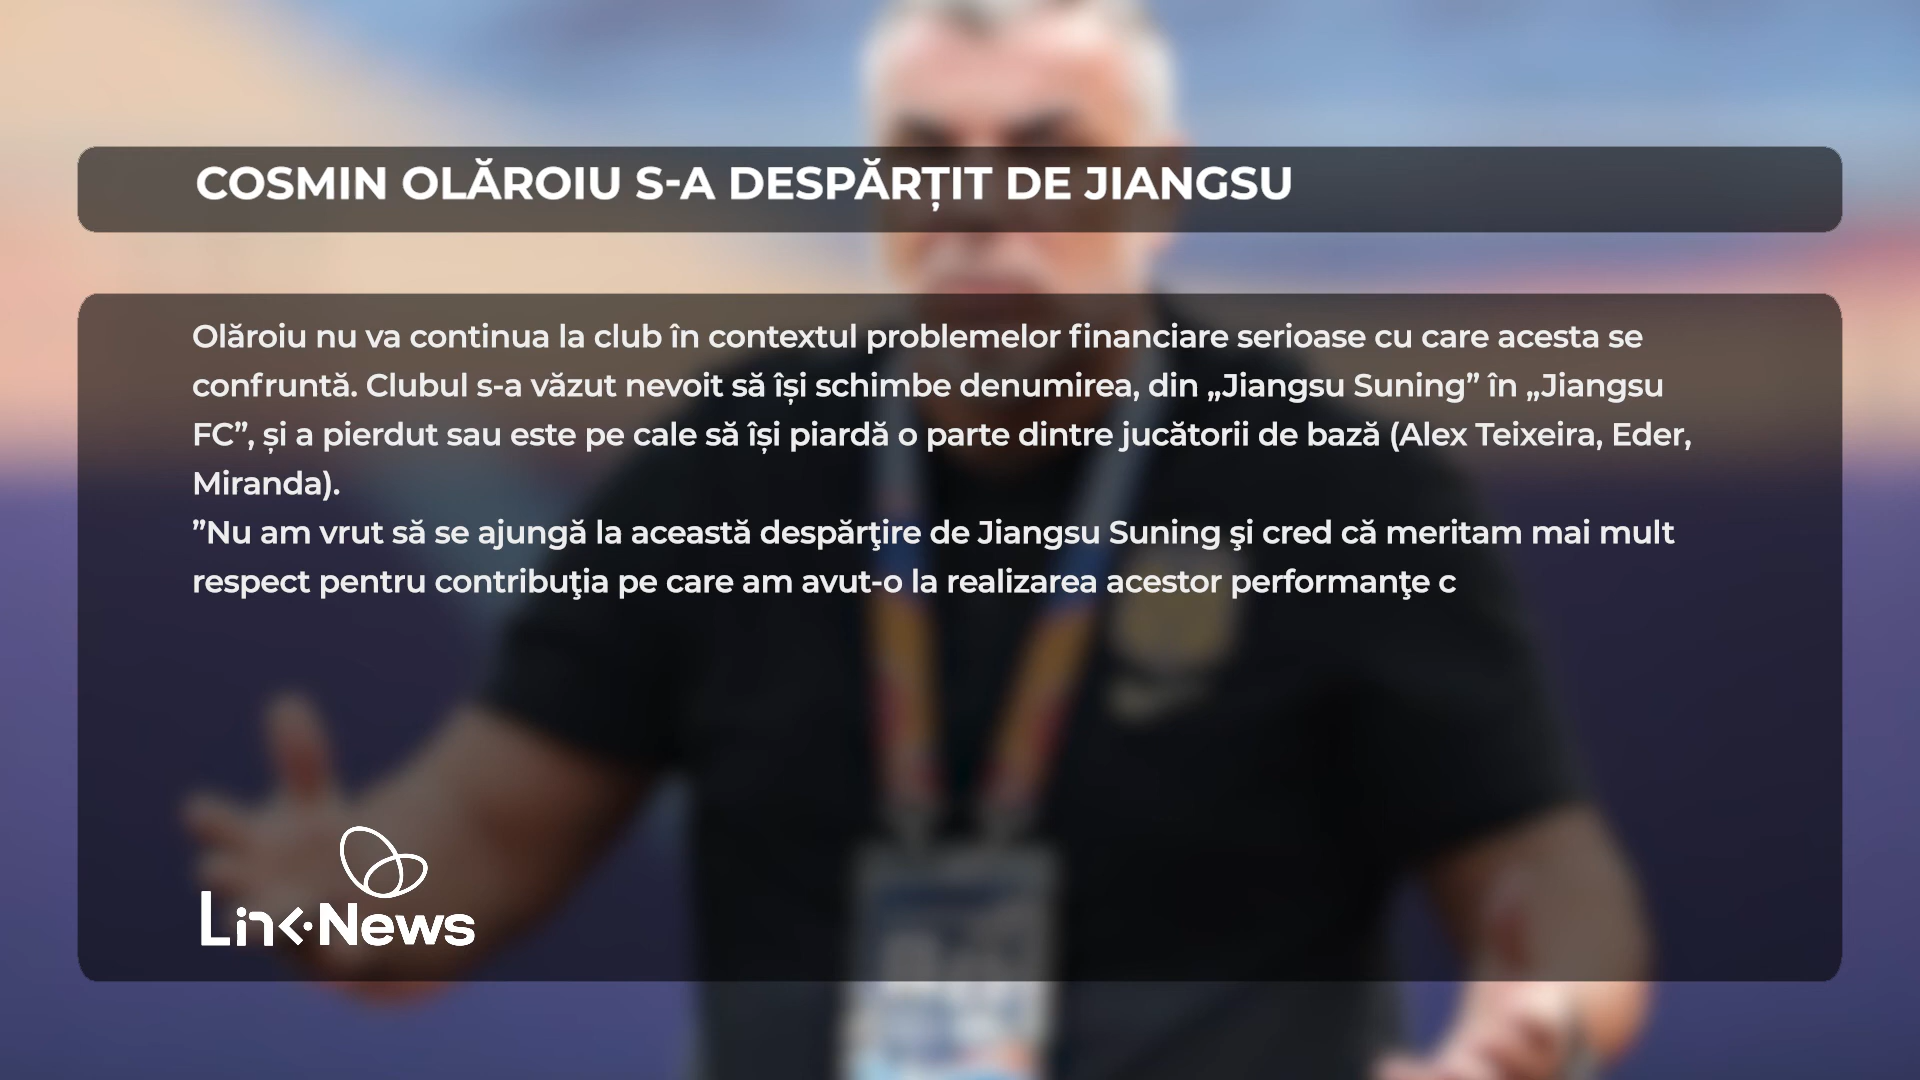 COSMIN OLĂROIU S-A DESPĂRȚIT DE JIANGSU
Olăroiu nu va continua la club în contextul problemelor financiare serioase cu care acesta se
confruntă. Clubul s-a văzut nevoit să își schimbe denumirea, din „Jiangsu Suning” în „Jiangsu
FC”, și a pierdut sau este pe cale să își piardă o parte dintre jucătorii de bază (Alex Teixeira, Eder,
Miranda).
”Nu am vrut să se ajungă la această despărţire de Jiangsu Suning şi cred că meritam mai mult
respect pentru contribuţia pe care am avut-o la realizarea acestor performanţe c
Link News